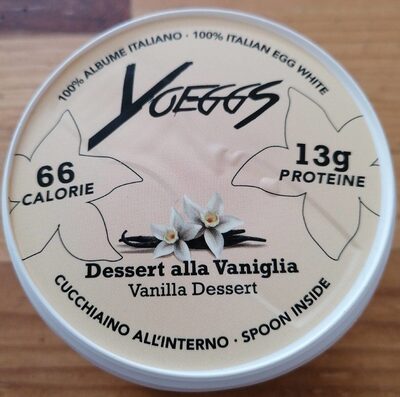 100% ALBUME ITALIANO · 100% ITALIAN EGG WHITE
YOEGGS
66
CALORIE
13g
PROTEINE
Dessert alla Vaniglia
Vanilla Dessert
CUCCHIAINO ALL'INTERNO · SPOON INSIDE